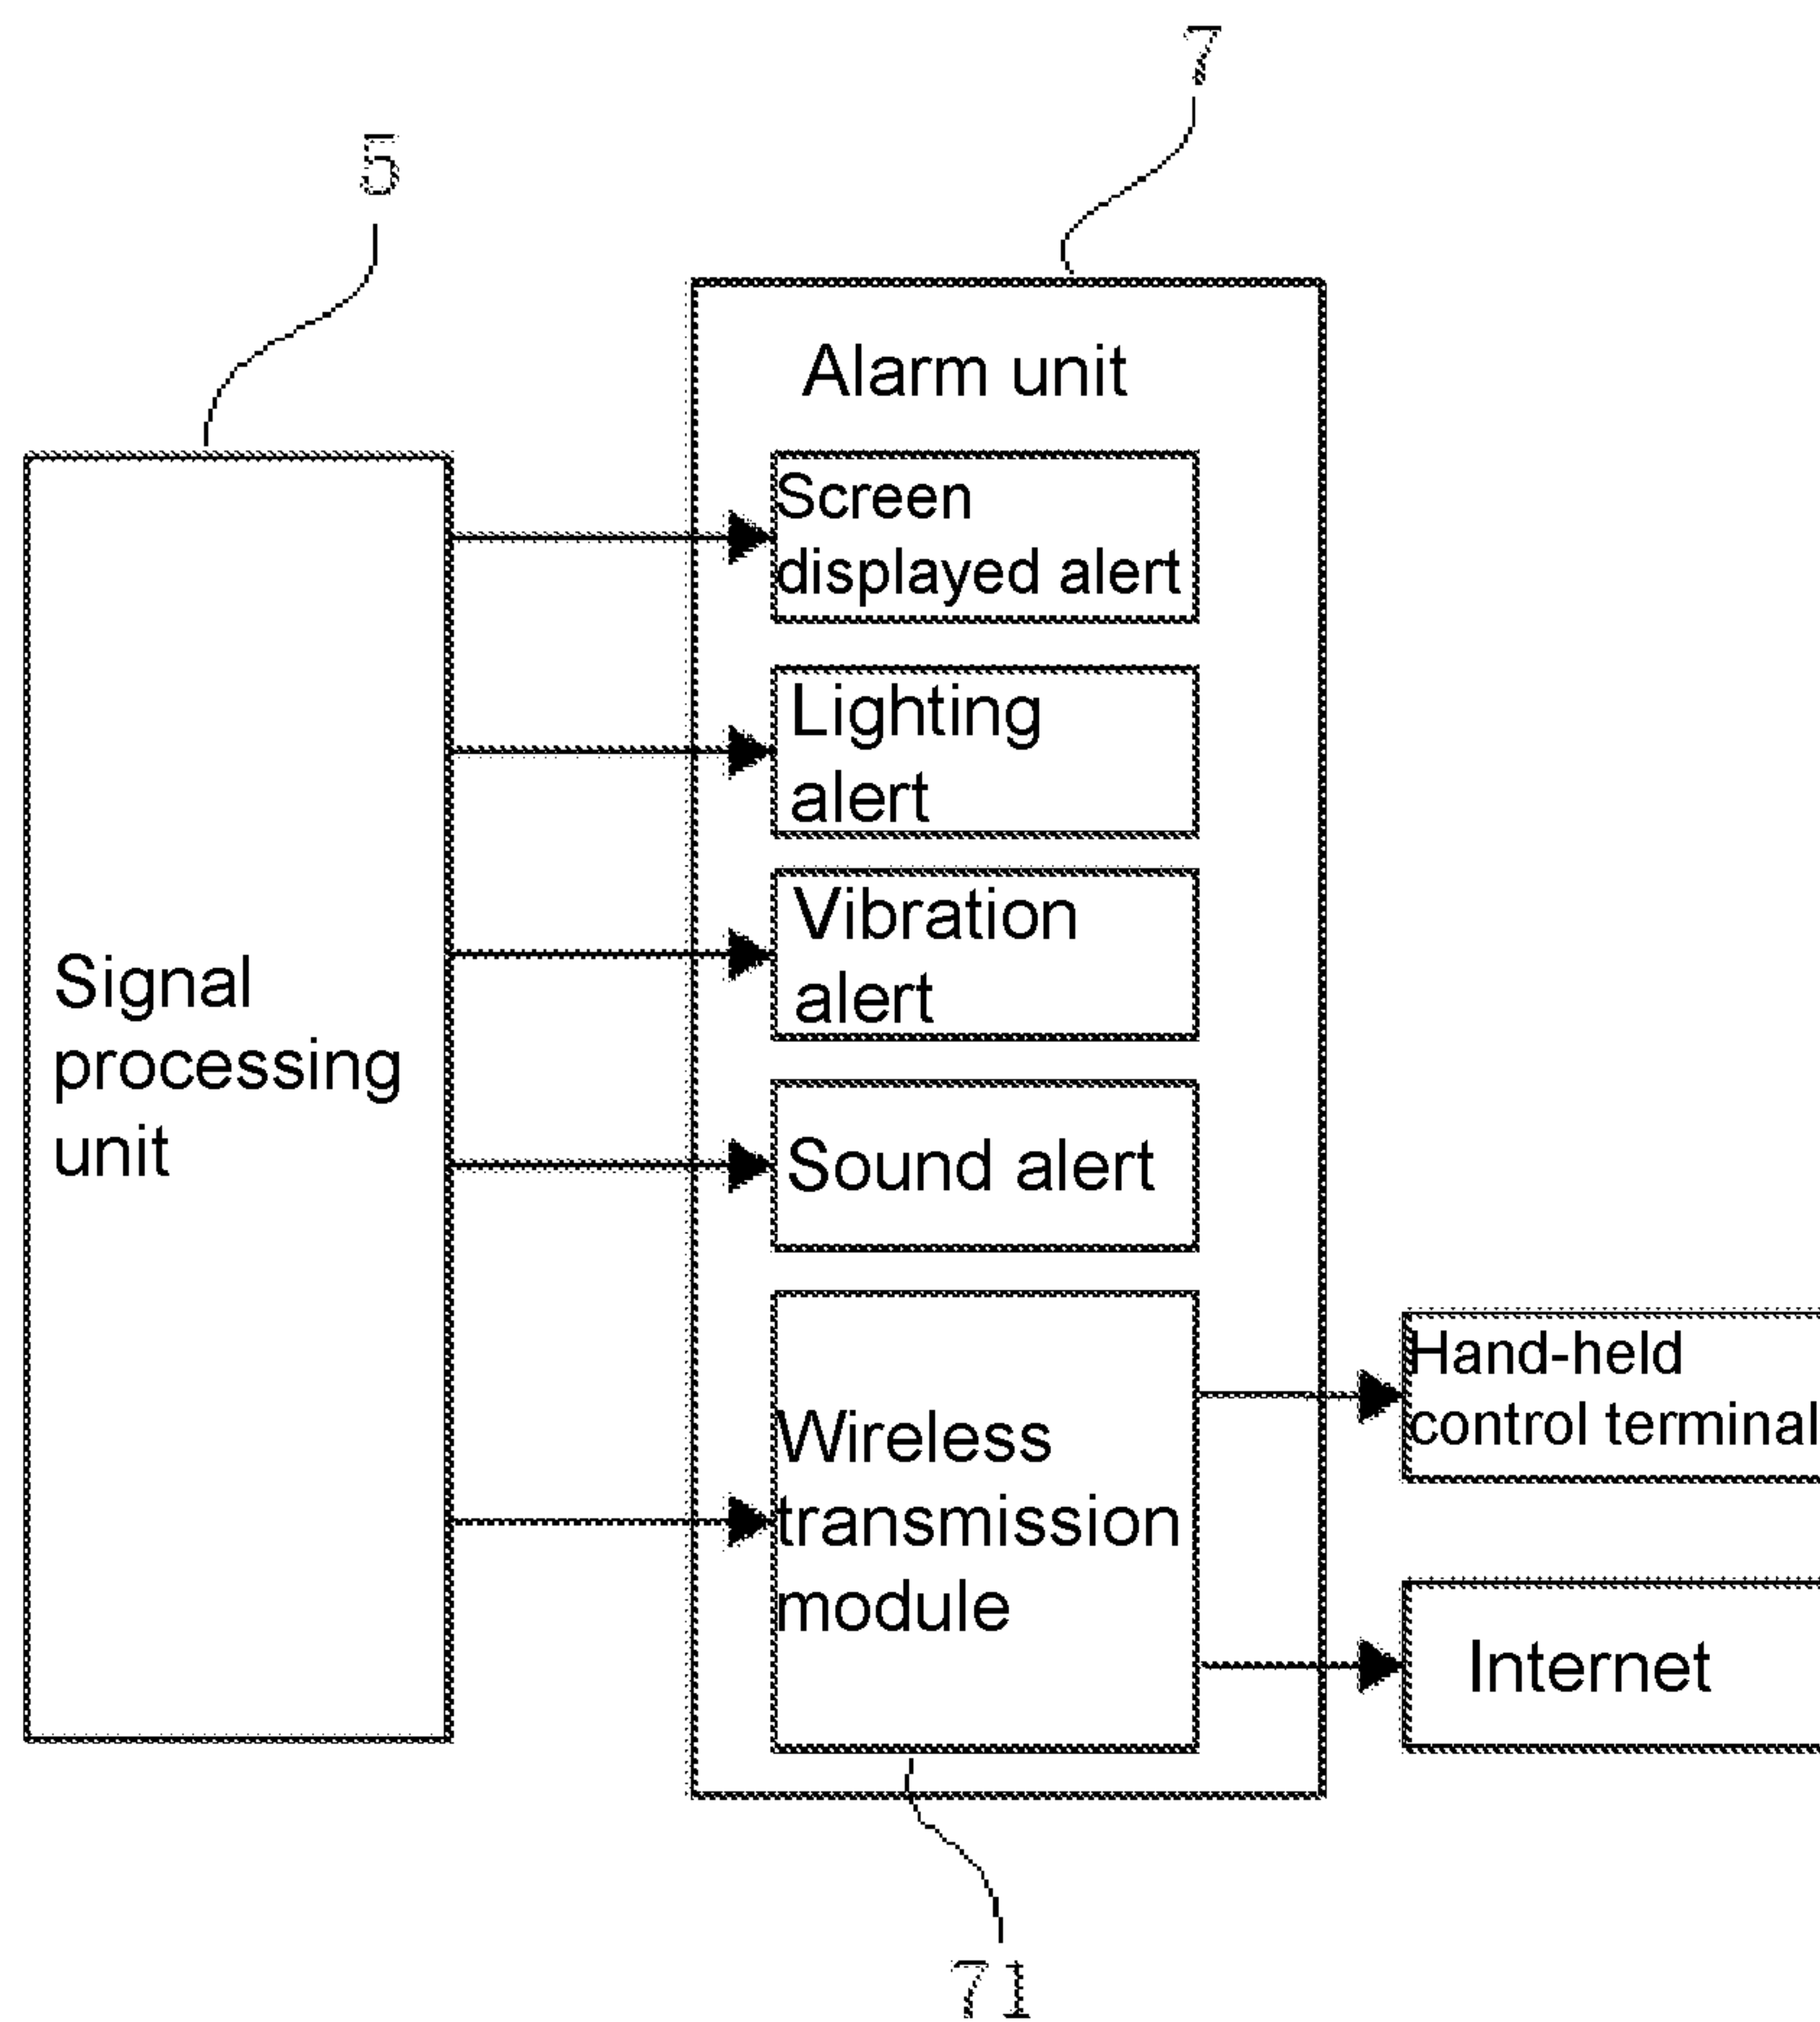 7
5
Alarm unit
Screen
displayed alert
Lighting
alert
Vibration
alert
Signal
processing
unit
Sound alert
Wireless
transmission
module
Hand-held
control terminal
Internet
71